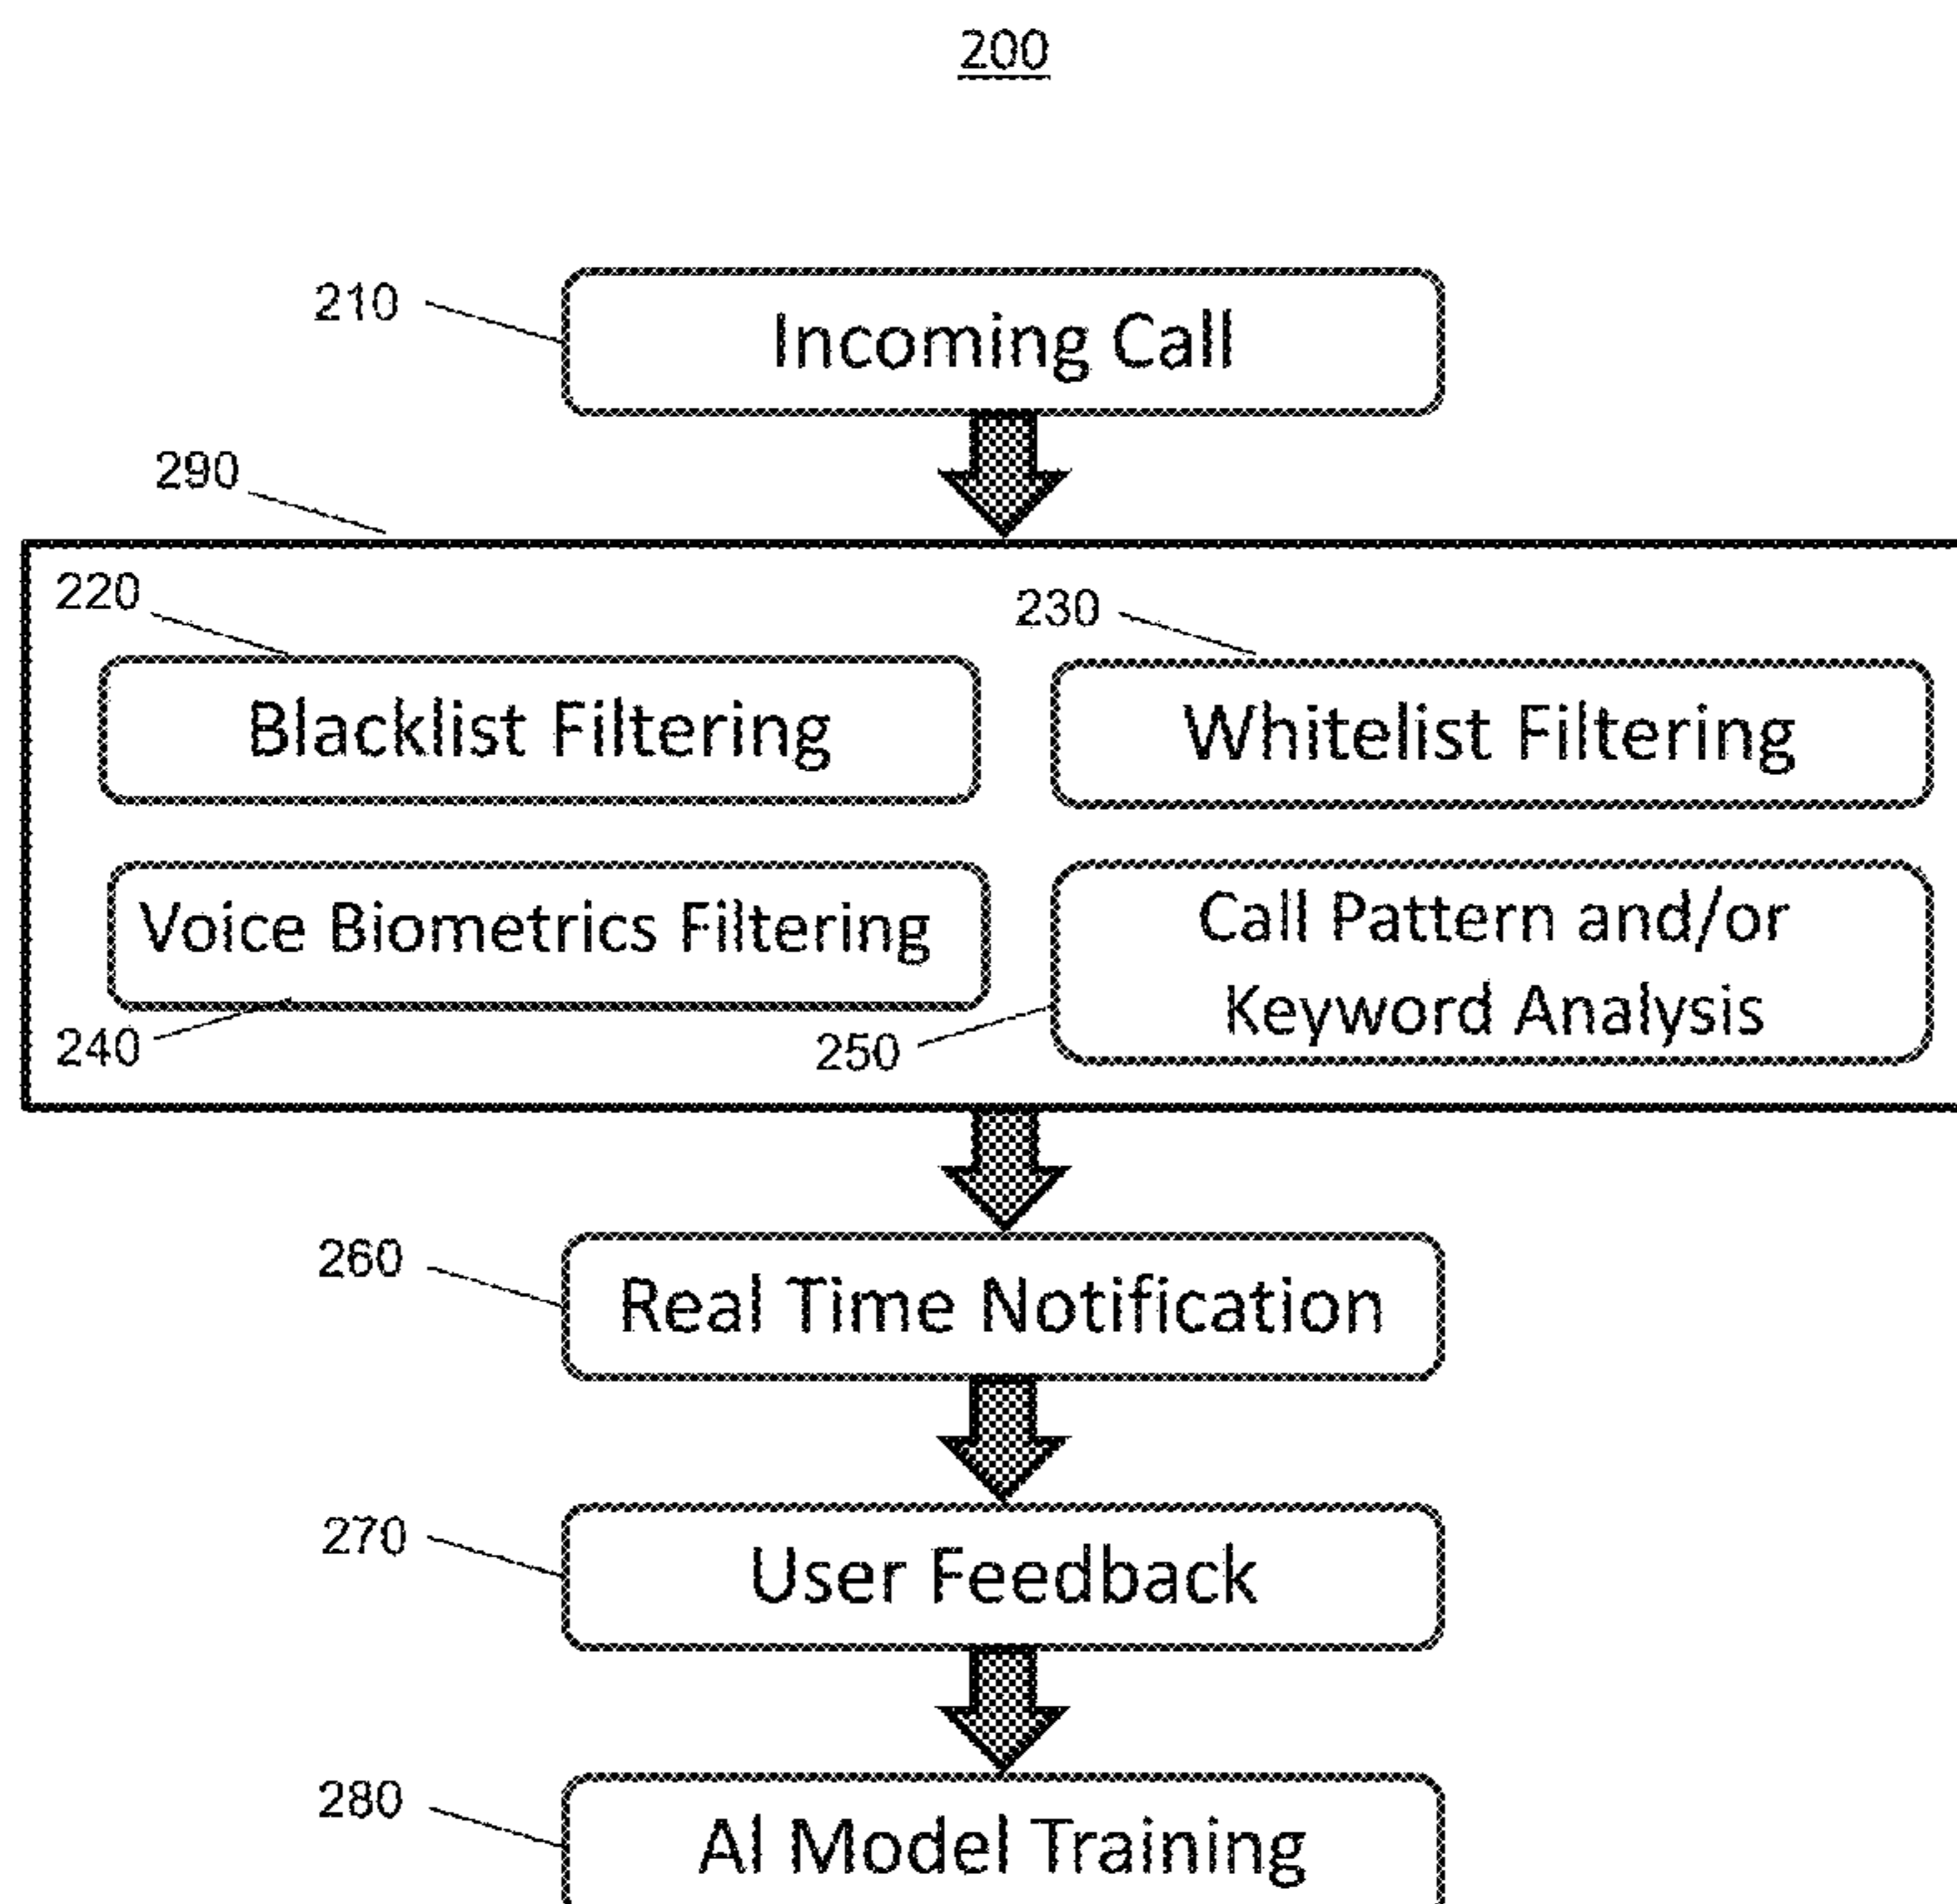 200
210
Incoming Call
290
220
230
Blacklist Filtering
Whitelist Filtering
Voice Biometrics Filtering
Call Pattern and/or
Keyword Analysis
240
250
260
Real Time Notification
270
User Feedback
280
AI Model Training